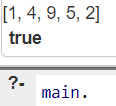 [1, 4, 9, 5, 2]
true
?- main.